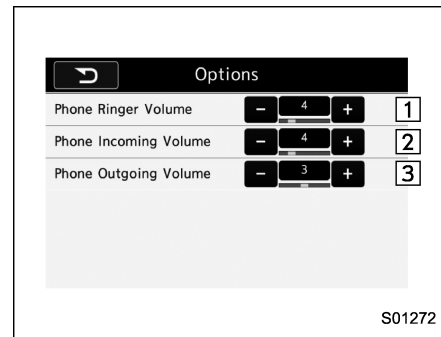 Options
Phone Ringer Volume - 4 + 1
Phone Incoming Volume - 4 + 2
Phone Outgoing Volume - 3 + 3
S01272